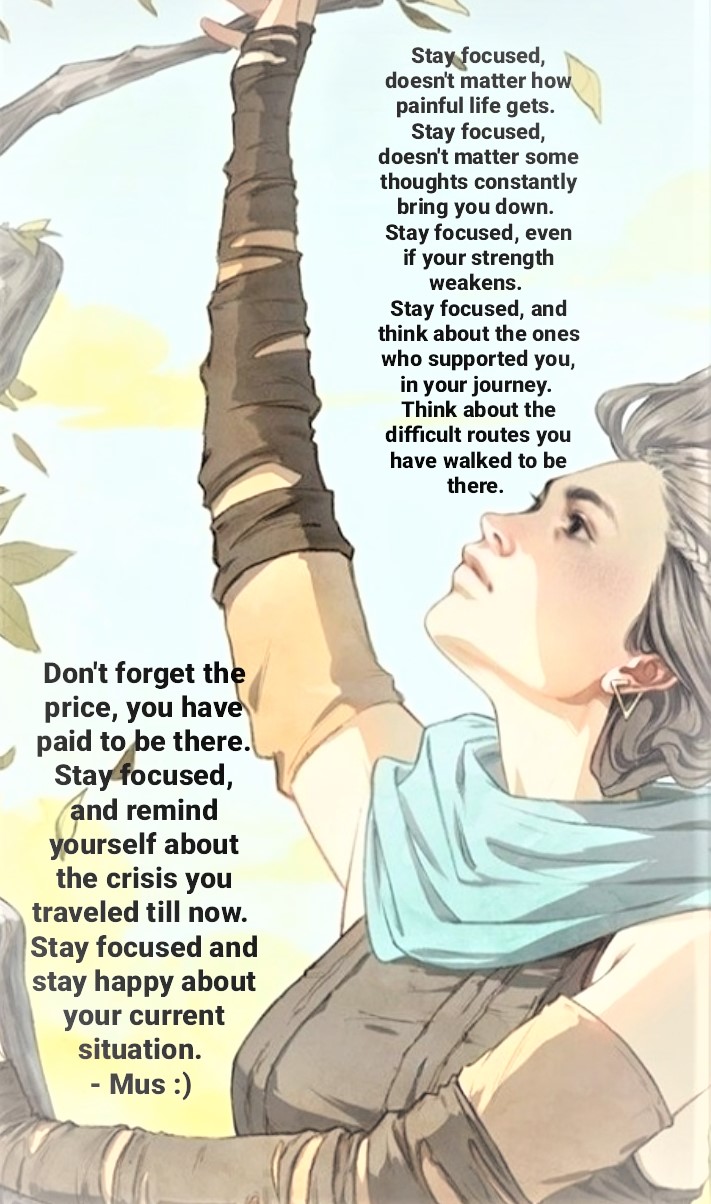 Stay focused,
doesn't matter how
painful life gets.
Stay focused,
doesn't matter some
thoughts constantly
bring you down.
Stay focused, even
if your strength
weakens.
Stay focused, and
think about the ones
who supported you,
in your journey.
Think about the
difficult routes you
have walked to be
there.
Don't forget the
price, you have
paid to be there.
Stay focused,
and remind
yourself about
the crisis you
traveled till now.
Stay focused and
stay happy about
your current
situation.
- Mus :)